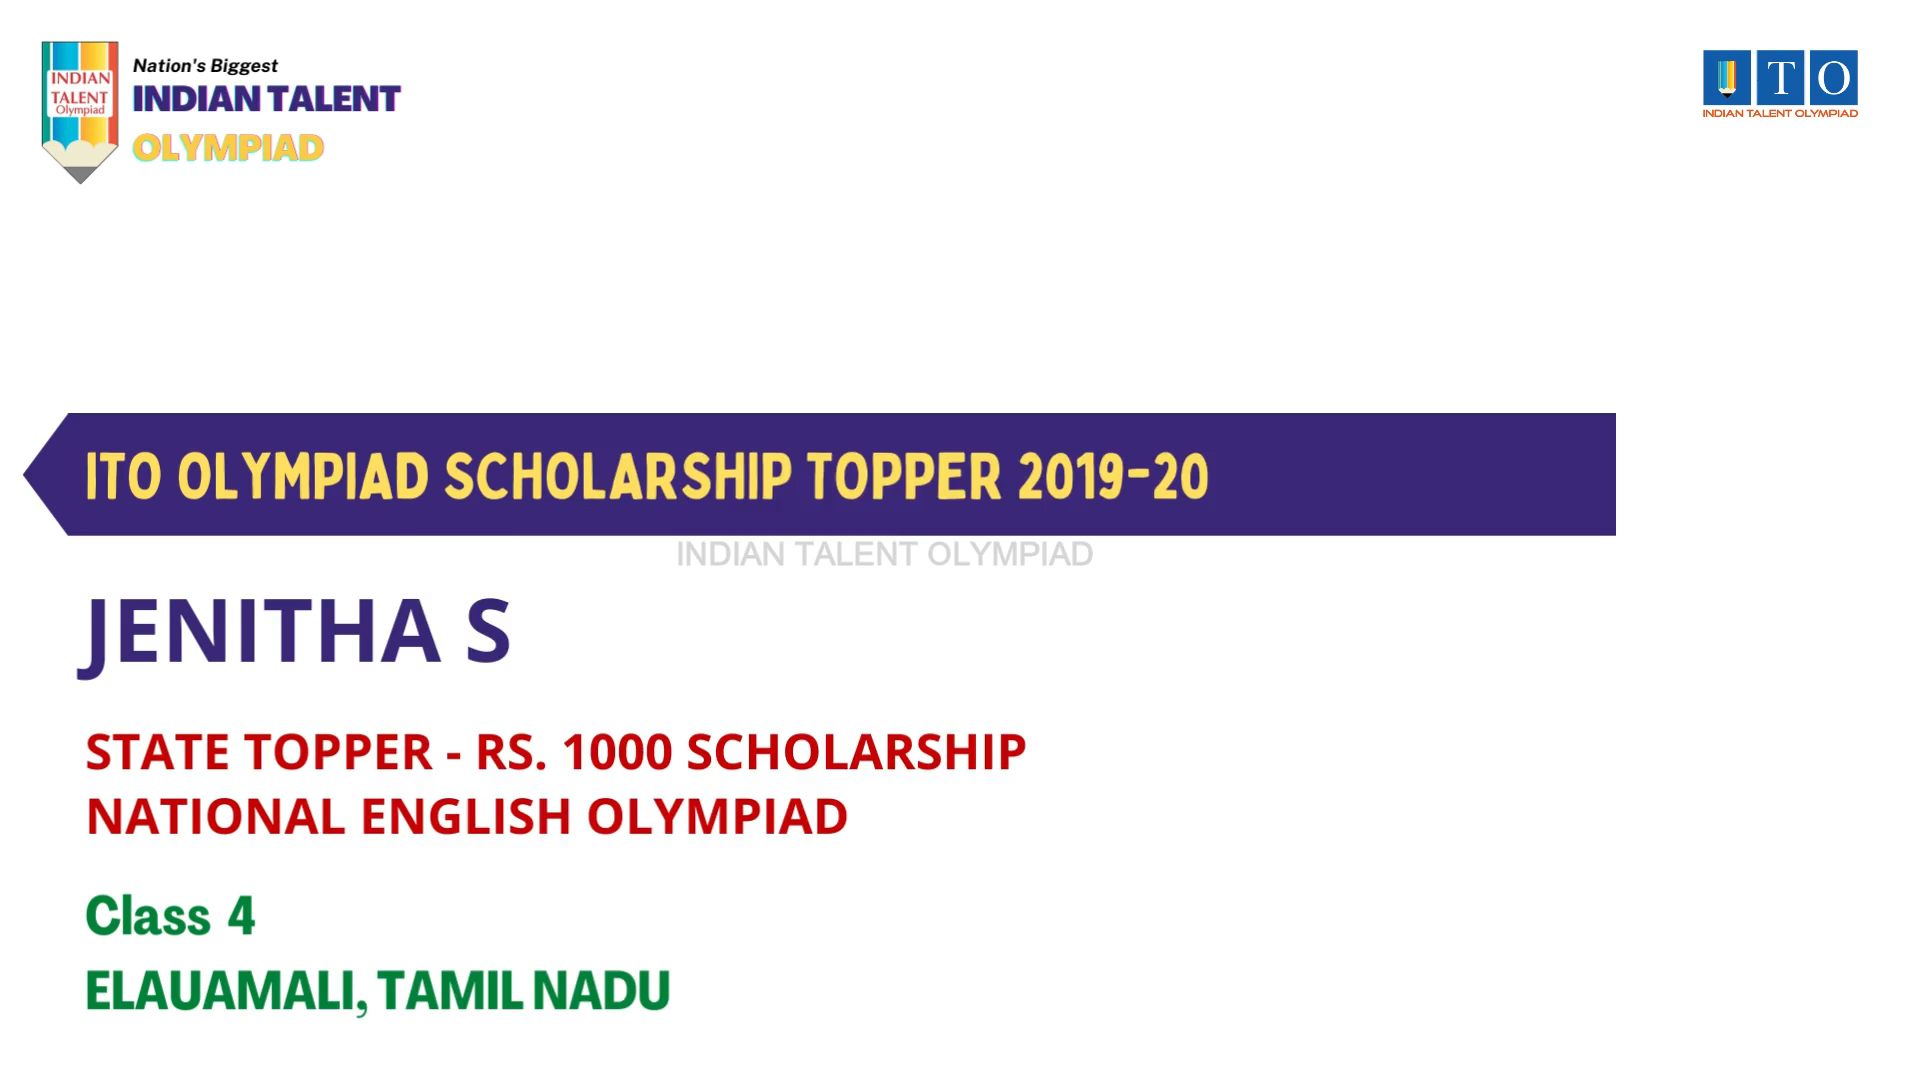 INDIAN
TALENT
Olympiad
Nation's Biggest
INDIAN TALENT
OLYMPIAD
T O
INDIAN TALENT OLYMPIAD
ITO OLYMPIAD SCHOLARSHIP TOPPER 2019-20
INDIAN TALENT OLYMPIAD
JENITHA S
STATE TOPPER - RS. 1000 SCHOLARSHIP
NATIONAL ENGLISH OLYMPIAD
Class 4
ELAUAMALI, TAMIL NADU